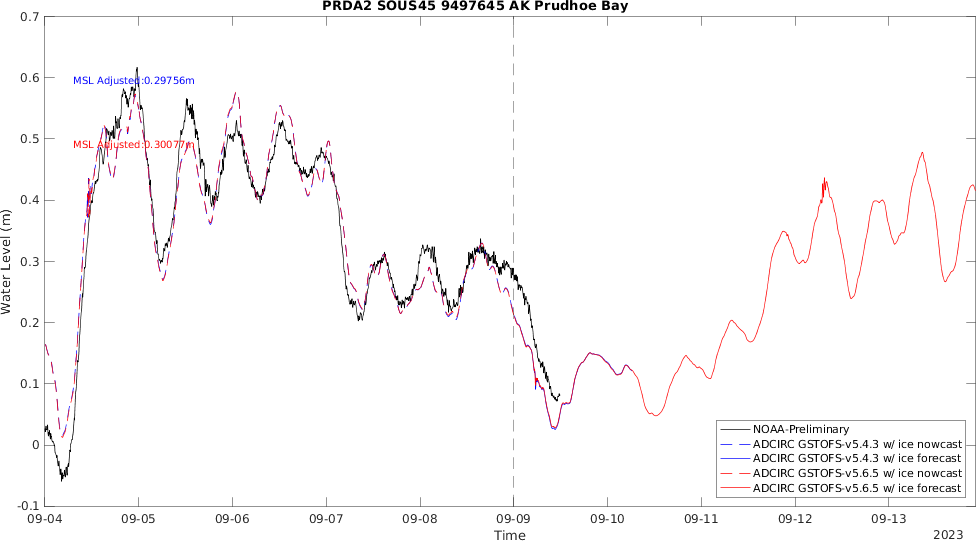 PRDA2 SOUS45 9497645 AK Prudhoe Bay
0.7
0.6
0.5
0.4
0.3
0.2
0.1
0
-0.1
Water Level (m)
MSL Adjusted:0.29756m
MSL Adjusted:0.30077m
NOAA-Preliminary
ADCIRC GSTOFS-v5.4.3 w/ ice nowcast
ADCIRC GSTOFS-v5.4.3 w/ ice forecast
ADCIRC GSTOFS-v5.6.5 w/ ice nowcast
ADCIRC GSTOFS-v5.6.5 w/ ice forecast
09-04 09-05 09-06 09-07 09-08 09-09 09-10 09-11 09-12 09-13
Time
2023